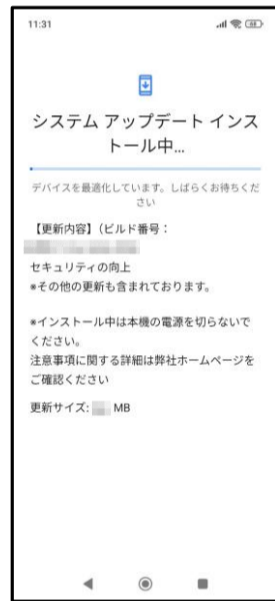 11:31
システム アップデート インス
トール中...
デバイスを最適化しています。しばらくお待ちくだ
さい
【更新内容】（ビルド番号：
セキュリティの向上
※その他の更新も含まれております。
※インストール中は本機の電源を切らないで
ください。
注意事項に関する詳細は弊社ホームページを
ご確認ください
更新サイズ: MB